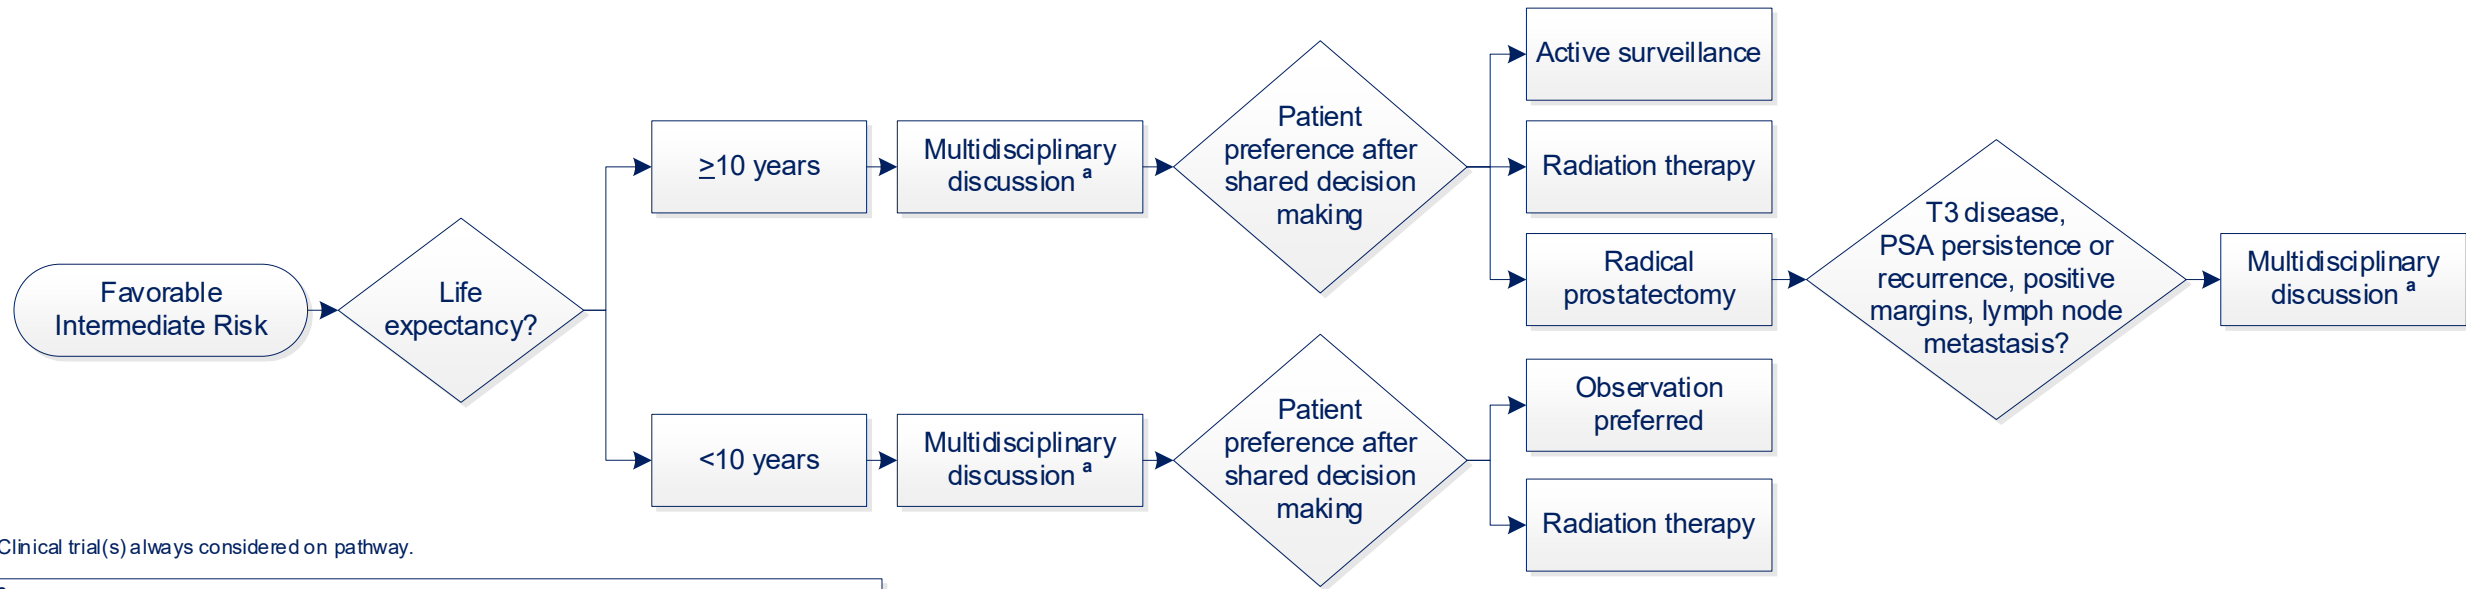 Favorable
Intermediate Risk
Life
expectancy?
≥10 years
Multidisciplinary
discussion a
Patient
preference after
shared decision
making
Active surveillance
Radiation therapy
Radical
prostatectomy
T3 disease,
PSA persistence or
recurrence, positive
margins, lymph node
metastasis?
Multidisciplinary
discussion a
<10 years
Multidisciplinary
discussion a
Patient
preference after
shared decision
making
Observation
preferred
Radiation therapy
Clinical trial(s) always considered on pathway.